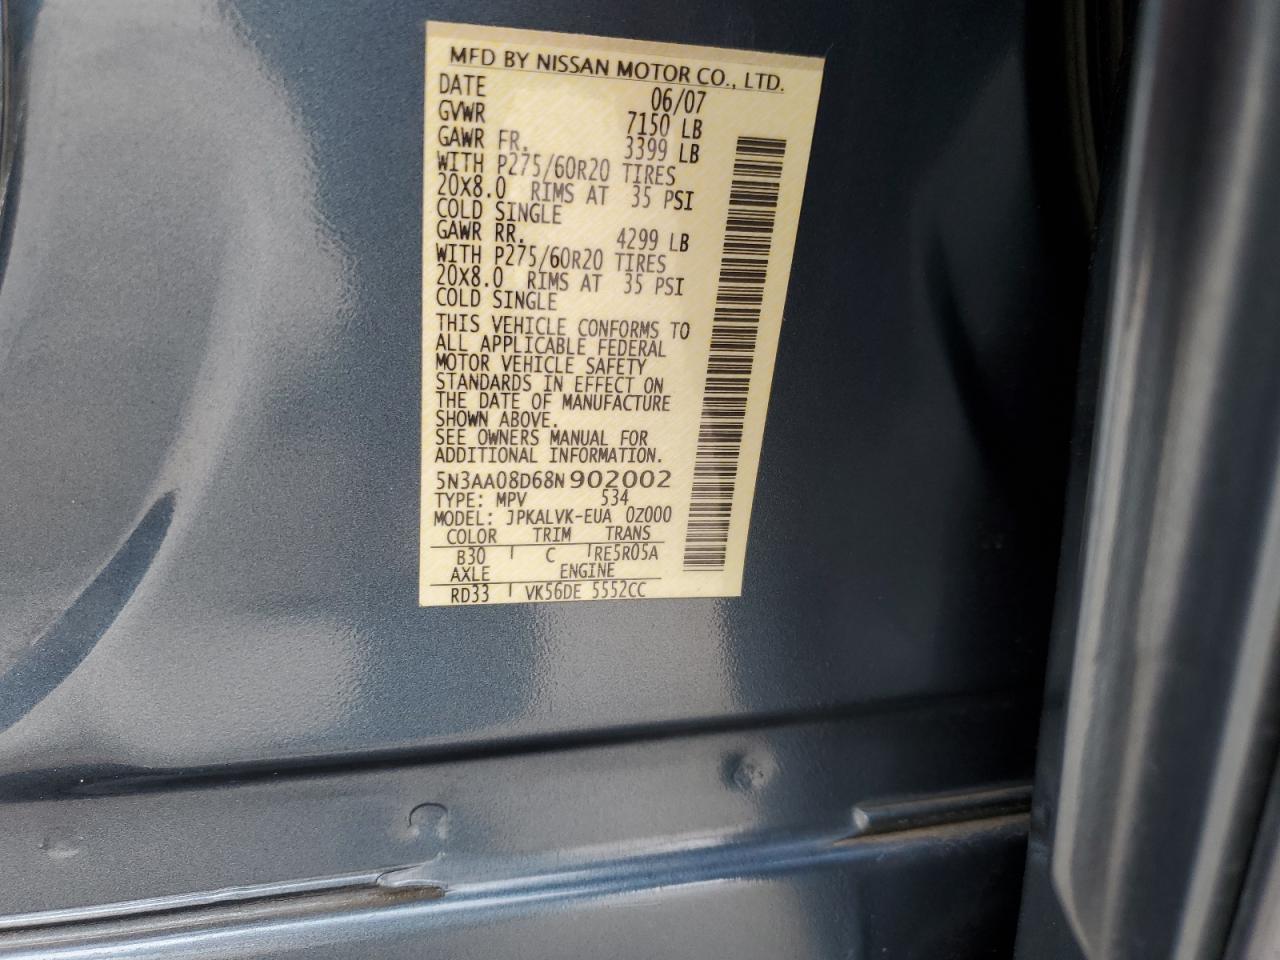 MFD BY NISSAN MOTOR CO., LTD.
DATE 06/07
GVWR 7150 LB
GAWR FR. 3399 LB
WITH P275/60R20 TIRES
20X8.0 RIMS AT 35 PSI
COLD SINGLE
GAWR RR. 4299 LB
WITH P275/60R20 TIRES
20X8.0 RIMS AT 35 PSI
COLD SINGLE
THIS VEHICLE CONFORMS TO
ALL APPLICABLE FEDERAL
MOTOR VEHICLE SAFETY
STANDARDS IN EFFECT ON
THE DATE OF MANUFACTURE
SHOWN ABOVE.
SEE OWNERS MANUAL FOR
ADDITIONAL INFORMATION.
5N3AA08D68N902002
TYPE: MPV 534
MODEL: JPKALVK-EUA 0Z000
COLOR TRIM TRANS
B30 C RE5R05A
AXLE ENGINE
RD33 VK56DE 5552CC